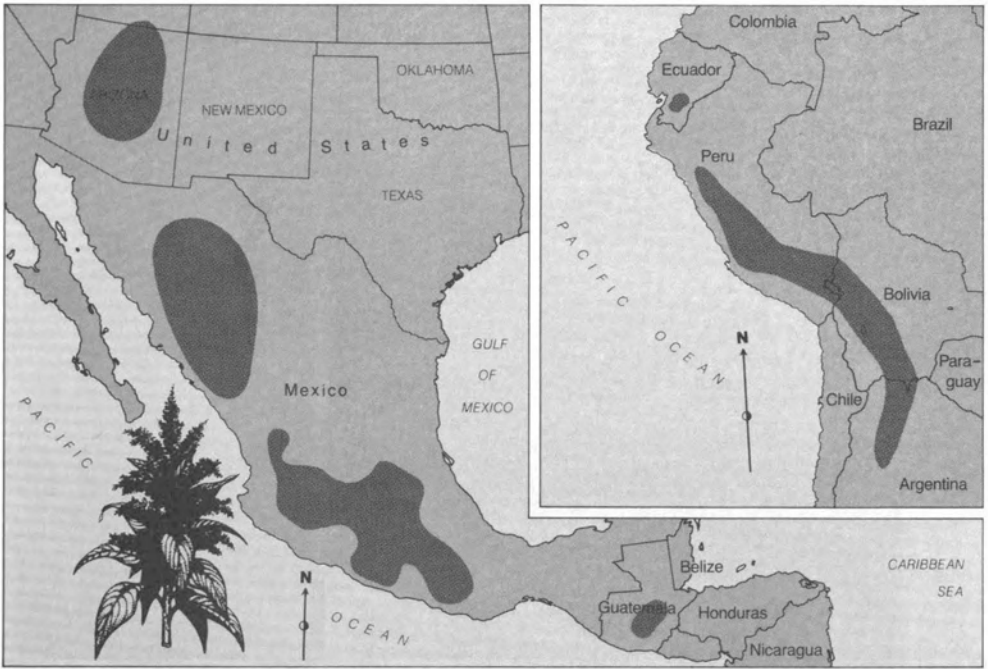 ARIZONA
NEW MEXICO
OKLAHOMA
United States
TEXAS
Mexico
GULF
OF
MEXICO
PACIFIC
OCEAN
N
Guatemala
Belize
Honduras
Nicaragua
CARIBBEAN
SEA
Colombia
Ecuador
Peru
Brazil
Bolivia
Para-
guay
Chile
Argentina
PACIFIC
OCEAN
N